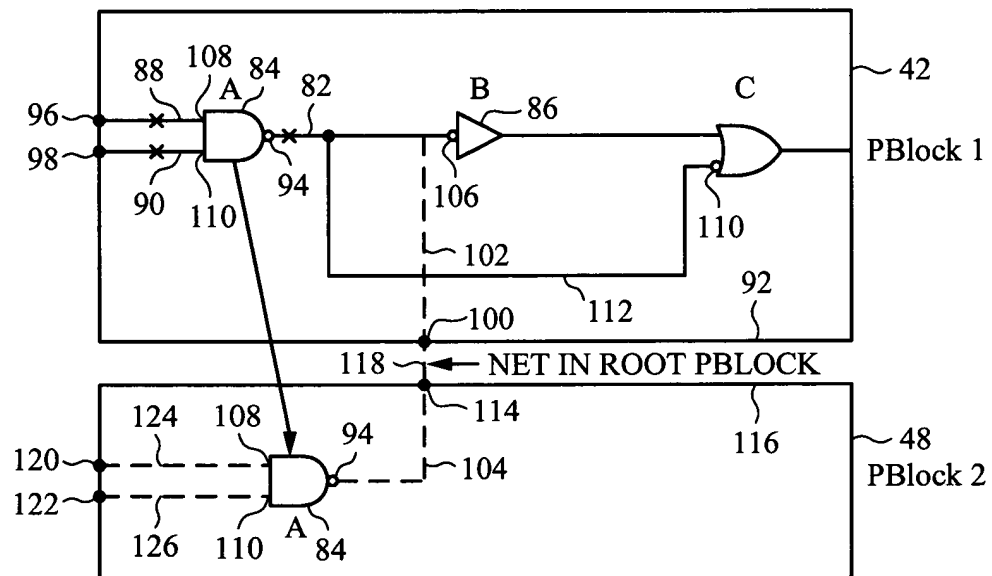 88 108 A 84 82 B 86 C 42
96
98
PBlock 1
90 110 94 106 110
102
112 92
100
118 NET IN ROOT PBLOCK
114
124 108 94 116 48
120 104
122 PBlock 2
126 110 A 84